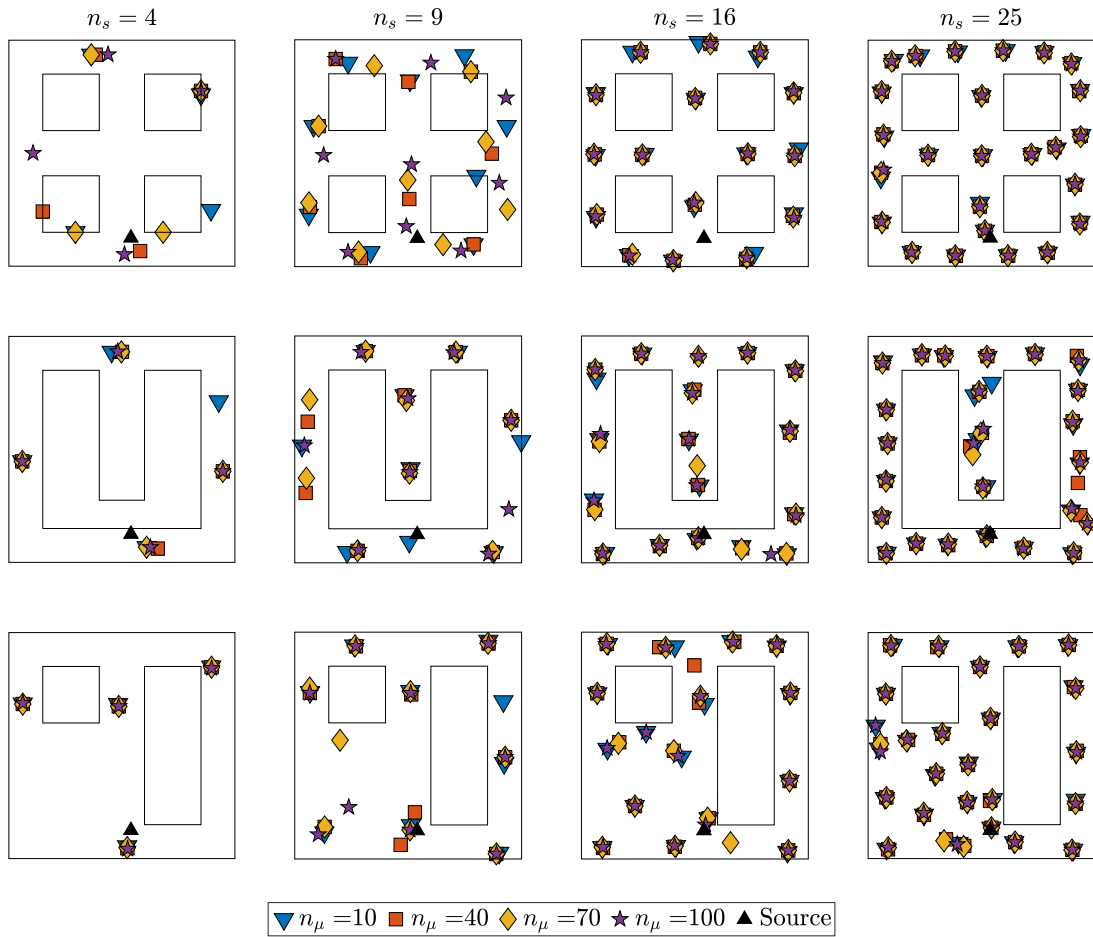 n_s = 4 n_s = 9 n_s = 16 n_s = 25
n_μ =10 n_μ =40 n_μ =70 n_μ =100 Source